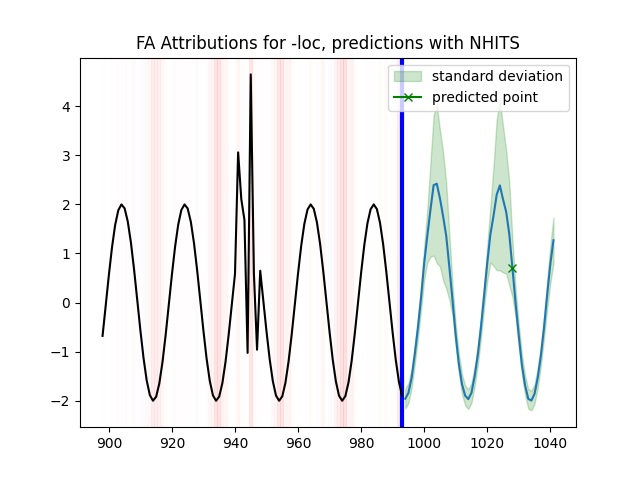 FA Attributions for -loc, predictions with NHITS
standard deviation
predicted point
4
3
2
1
0
−1
−2
900 920 940 960 980 1000 1020 1040